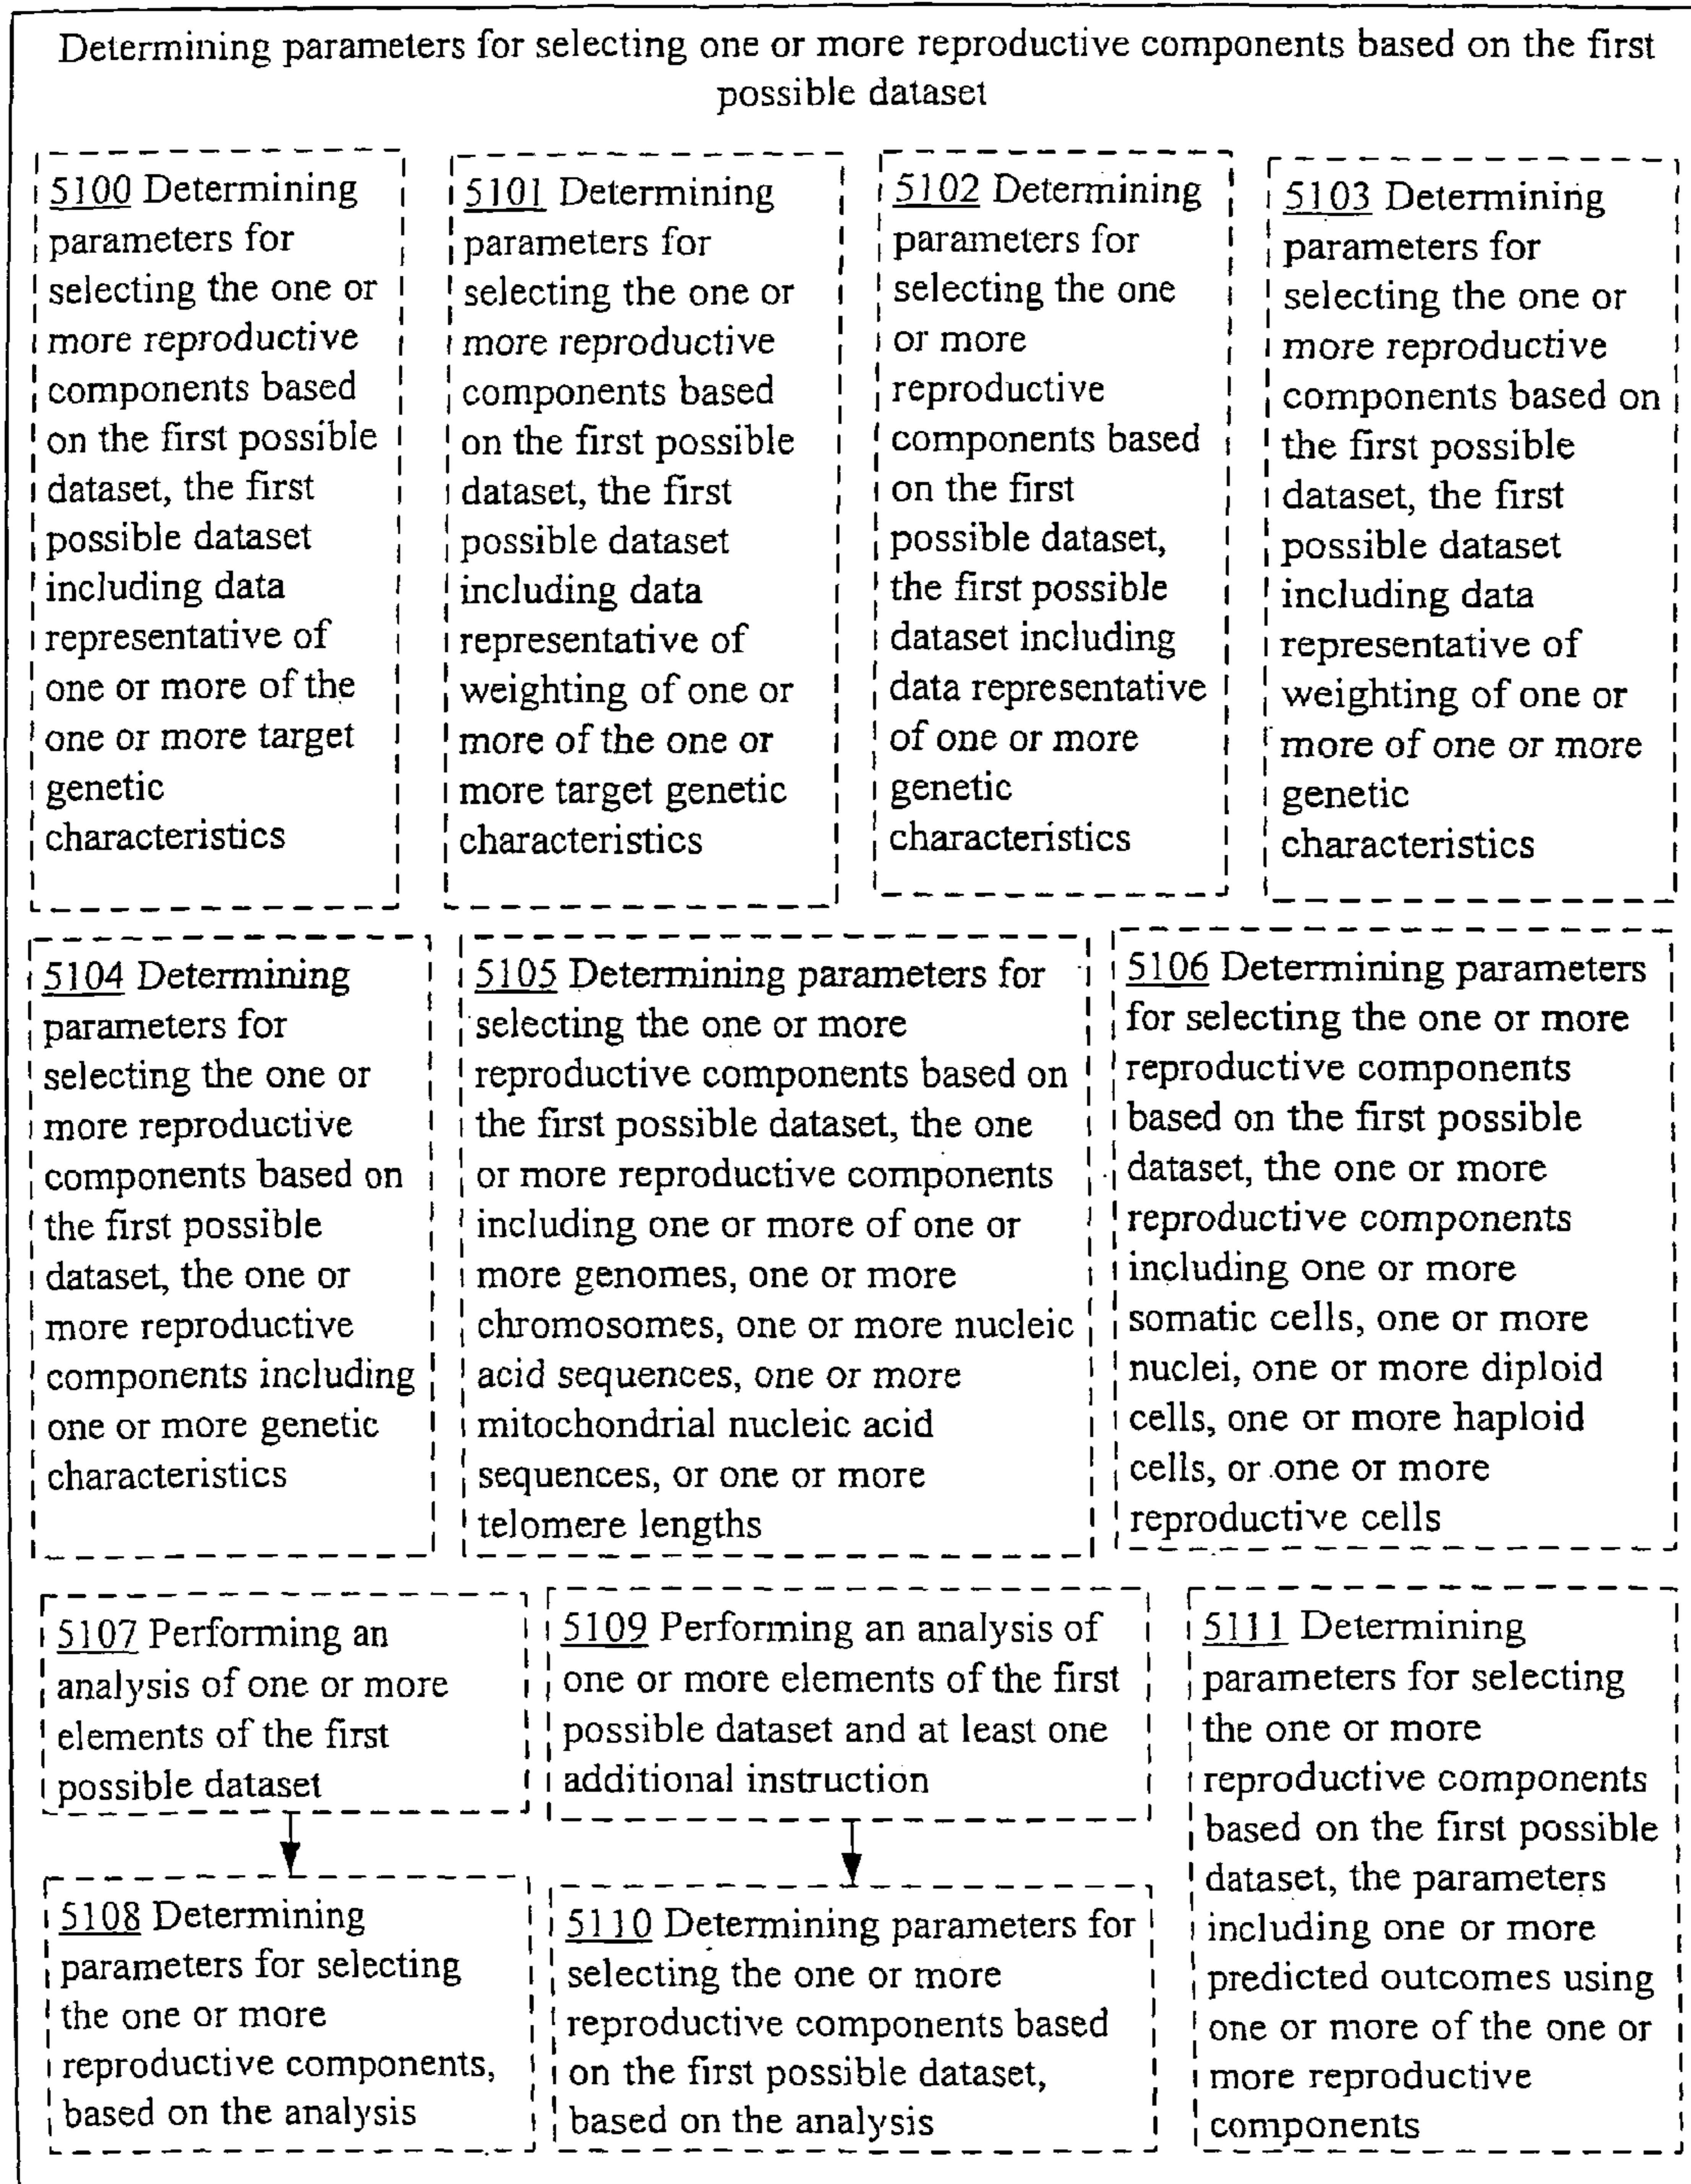 Determining parameters for selecting one or more reproductive components based on the first
possible dataset
5100 Determining
parameters for
selecting the one or
more reproductive
components based
on the first possible
dataset, the first
possible dataset
including data
representative of
one or more of the
one or more target
genetic
characteristics
5101 Determining
parameters for
selecting the one or
more reproductive
components based
on the first possible
dataset, the first
possible dataset
including data
representative of
weighting of one or
more of the one or
more target genetic
characteristics
5102 Determining
parameters for
selecting the one
or more
reproductive
components based
on the first
possible dataset,
the first possible
dataset including
data representative
of one or more
genetic
characteristics
5103 Determining
parameters for
selecting the one or
more reproductive
components based on
the first possible
dataset, the first
possible dataset
including data
representative of
weighting of one or
more of one or more
genetic
characteristics
5104 Determining
parameters for
selecting the one or
more reproductive
components based on
the first possible
dataset, the one or
more reproductive
components including
one or more genetic
characteristics
5105 Determining parameters for
selecting the one or more
reproductive components based on
the first possible dataset, the one
or more reproductive components
including one or more of one or
more genomes, one or more
chromosomes, one or more nucleic
acid sequences, one or more
mitochondrial nucleic acid
sequences, or one or more
telomere lengths
5106 Determining parameters
for selecting the one or more
reproductive components
based on the first possible
dataset, the one or more
reproductive components
including one or more
somatic cells, one or more
nuclei, one or more diploid
cells, one or more haploid
cells, or one or more
reproductive cells
5107 Performing an
analysis of one or more
elements of the first
possible dataset
5108 Determining
parameters for selecting
the one or more
reproductive components,
based on the analysis
5109 Performing an analysis of
one or more elements of the first
possible dataset and at least one
additional instruction
5110 Determining parameters for
selecting the one or more
reproductive components based
on the first possible dataset,
based on the analysis
5111 Determining
parameters for selecting
the one or more
reproductive components
based on the first possible
dataset, the parameters
including one or more
predicted outcomes using
one or more of the one or
more reproductive
components